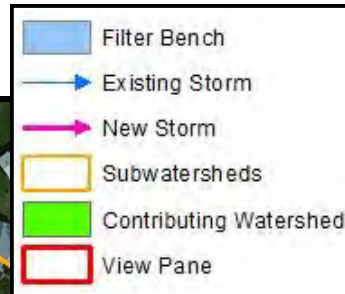 Filter Bench
Existing Storm
New Storm
Subwatersheds
Contributing Watershed
View Pane